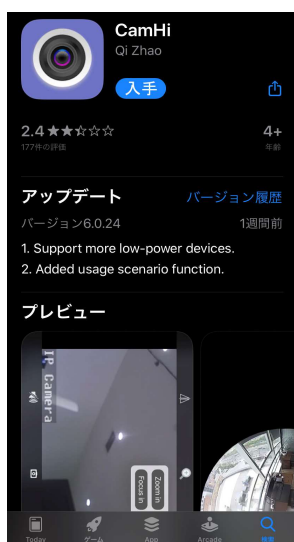 CamHi
Qi Zhao
入手
2.4★★☆☆☆
4+
177件の評価
年齢
アップデート
バージョン履歴
バージョン6.0.24
1週間前
1. Support more low-power devices.
2. Added usage scenario function.
プレビュー
IP Camera
Zoom in
Focus in
Today
ゲーム
App
Arcade
検索